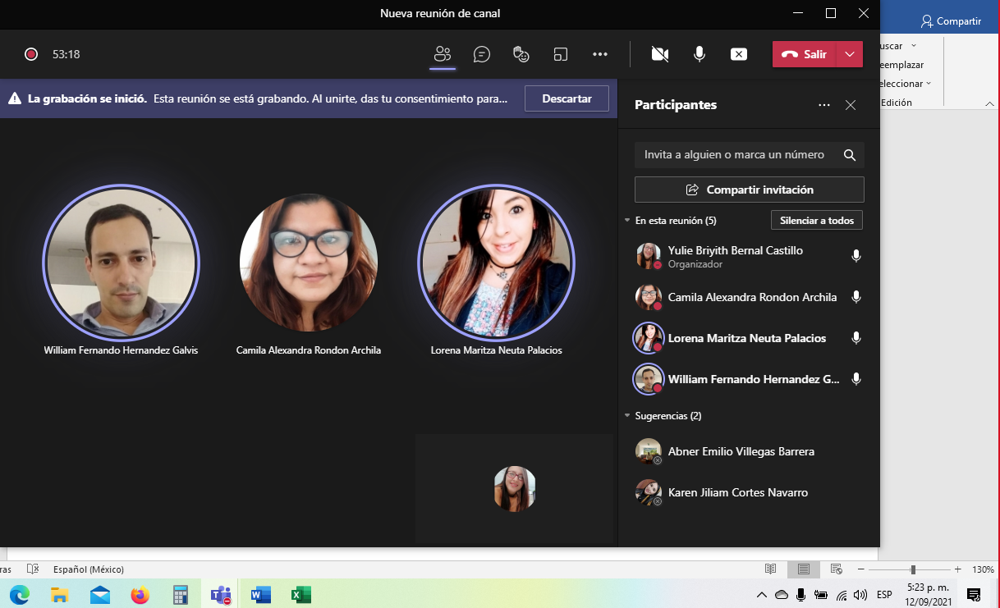 Nueva reunión de canal
Compartir
53:18
Salir
uscar
eemplazar
eleccionar
Edición
La grabación se inició. Esta reunión se está grabando. Al unirte, das tu consentimiento para...
Descartar
Participantes
Invita a alguien o marca un número
Compartir invitación
En esta reunión (5)
Silenciar a todos
Yulie Briyith Bernal Castillo
Organizador
Camila Alexandra Rondon Archila
Lorena Maritza Neuta Palacios
William Fernando Hernandez G...
Sugerencias (2)
Abner Emilio Villegas Barrera
Karen Jiliam Cortes Navarro
William Fernando Hernandez Galvis
Camila Alexandra Rondon Archila
Lorena Maritza Neuta Palacios
ras
Español (México)
130%
ESP
5:23 p. m.
12/09/2021